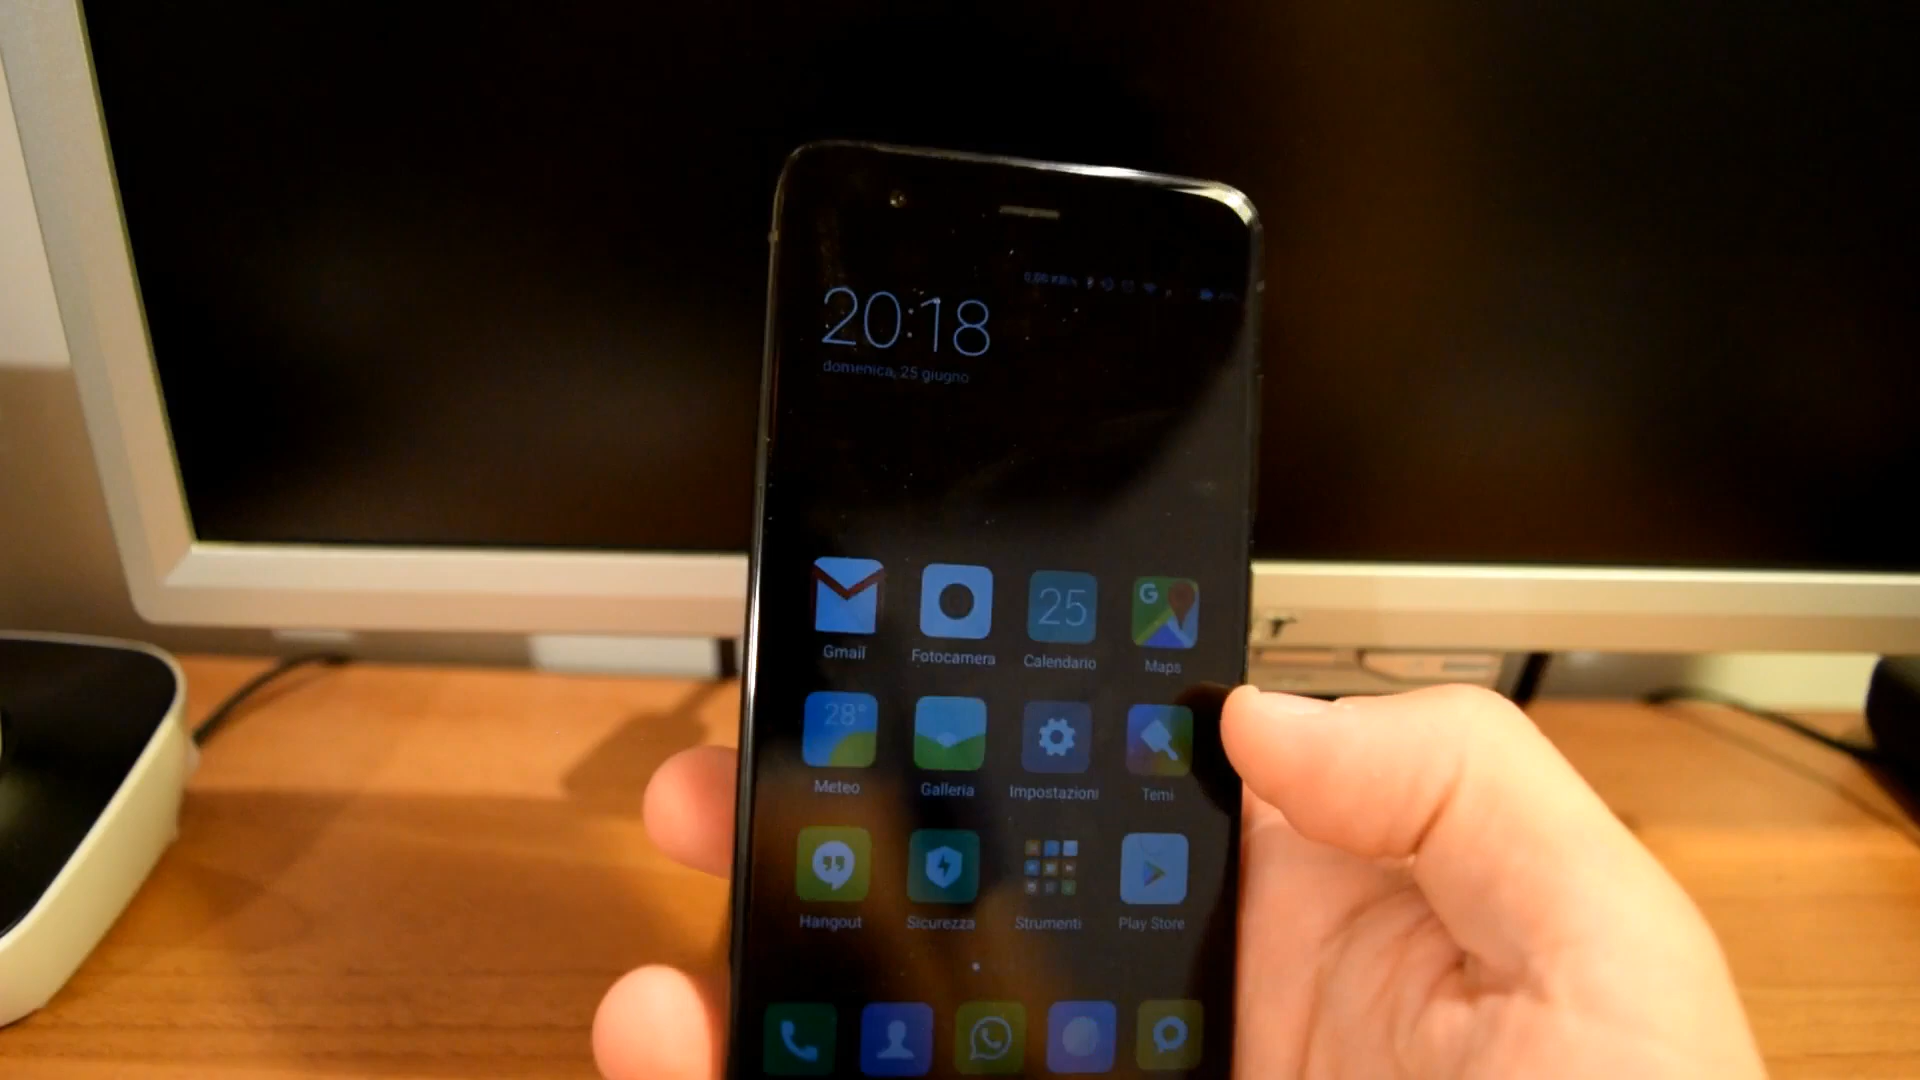 20:18
domenica, 25 giugno
25
G
Gmail Fotocamera Calendario Maps
28°
Meteo Galleria Impostazioni Temi
Hangout Sicurezza Strumenti Play Store